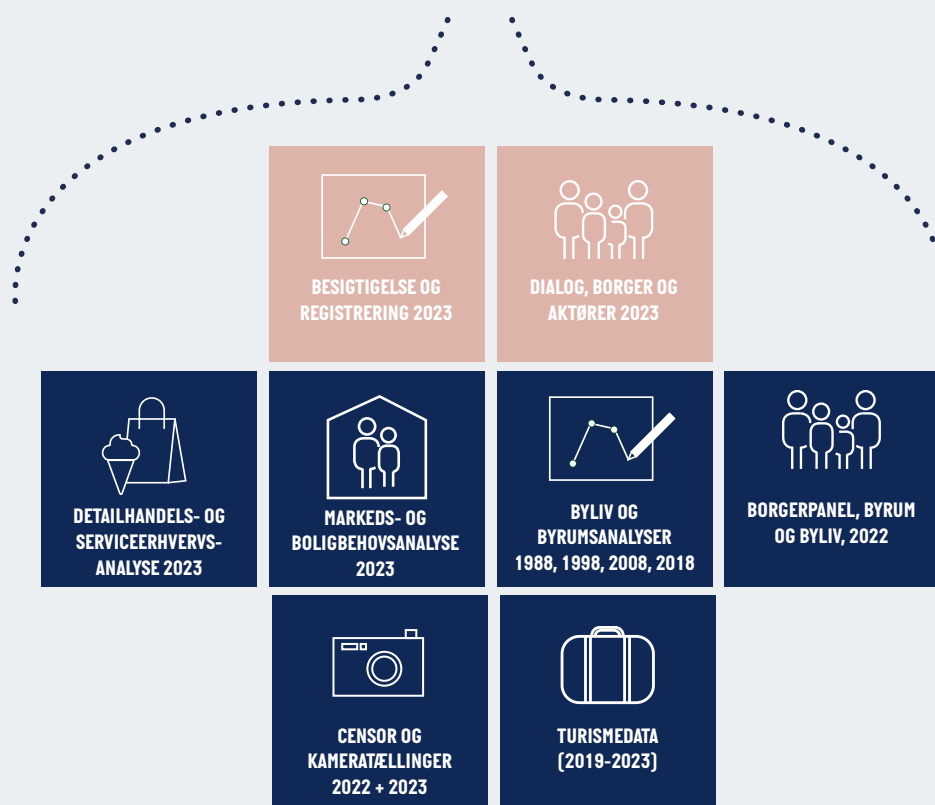 BESIGTIGELSE OG
REGISTRERING 2023
DIALOG, BORGER OG
AKTØRER 2023
DETAILHANDELS- OG
SERVICEERHVERVS-
ANALYSE 2023
MARKEDS- OG
BOLIGBEHOVSANALYSE
2023
BYLIV OG
BYRUMSANALYSER
1988, 1998, 2008, 2018
BORGERPANEL, BYRUM
OG BYLIV, 2022
CENSOR OG
KAMERATÆLLINGER
2022 + 2023
TURISMEDATA
(2019-2023)